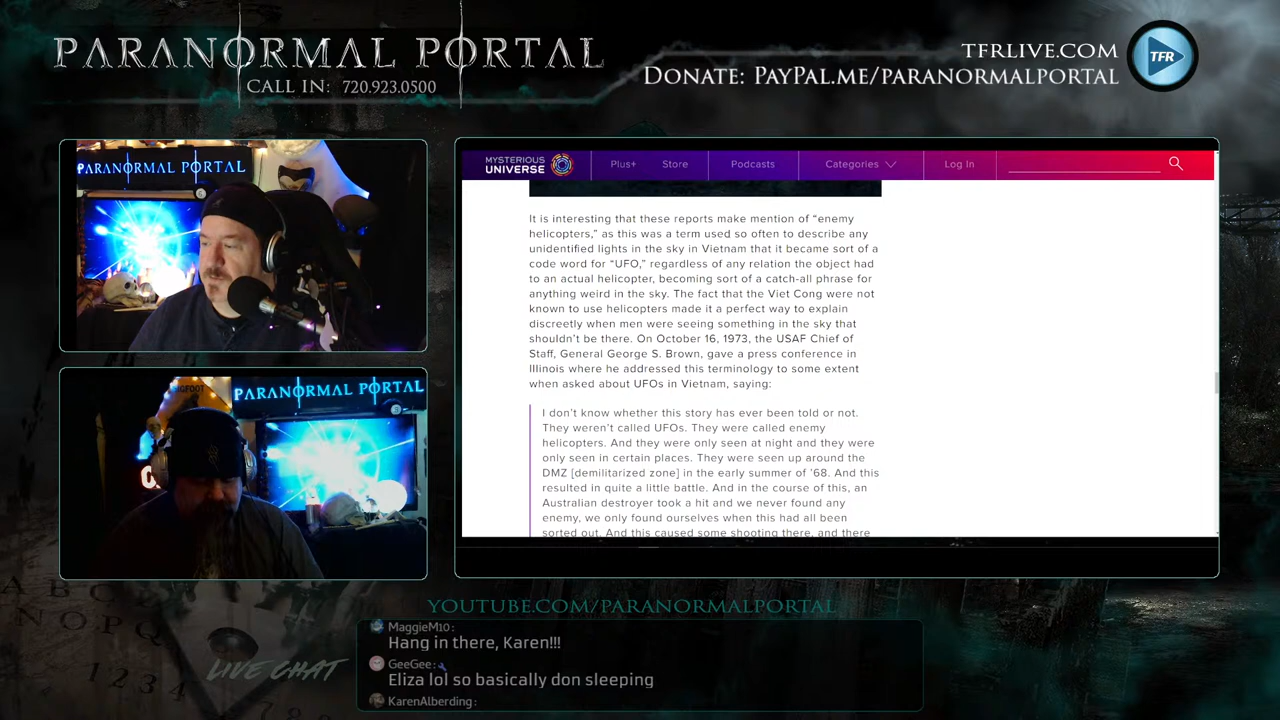 PARANORMAL PORTAL
CALL IN: 720.923.0500
TFRLIVE.COM
DONATE: PAYPAL.ME/PARANORMALPORTAL
TFR
PARANORMAL PORTAL
BIGFOOT
PARANORMAL PORTAL
MYSTERIOUS
UNIVERSE
Plus+
Store
Podcasts
Categories
Log In
It is interesting that these reports make mention of “enemy
helicopters,” as this was a term used so often to describe any
unidentified lights in the sky in Vietnam that it became sort of a
code word for “UFO,” regardless of any relation the object had
to an actual helicopter, becoming sort of a catch-all phrase for
anything weird in the sky. The fact that the Viet Cong were not
known to use helicopters made it a perfect way to explain
discreetly when men were seeing something in the sky that
shouldn’t be there. On October 16, 1973, the USAF Chief of
Staff, General George S. Brown, gave a press conference in
Illinois where he addressed this terminology to some extent
when asked about UFOs in Vietnam, saying:
I don’t know whether this story has ever been told or not.
They weren’t called UFOs. They were called enemy
helicopters. And they were only seen at night and they were
only seen in certain places. They were seen up around the
DMZ [demilitarized zone] in the early summer of ’68. And this
resulted in quite a little battle. And in the course of this, an
Australian destroyer took a hit and we never found any
enemy, we only found ourselves when this had all been
sorted out. And this caused some shooting there, and there
YOUTUBE.COM/PARANORMALPORTAL
A B C
N O P Q
1 2 3 4
LIVE CHAT
MaggieM10:
Hang in there, Karen!!!
GeeGee:
Eliza lol so basically don sleeping
KarenAlberding: